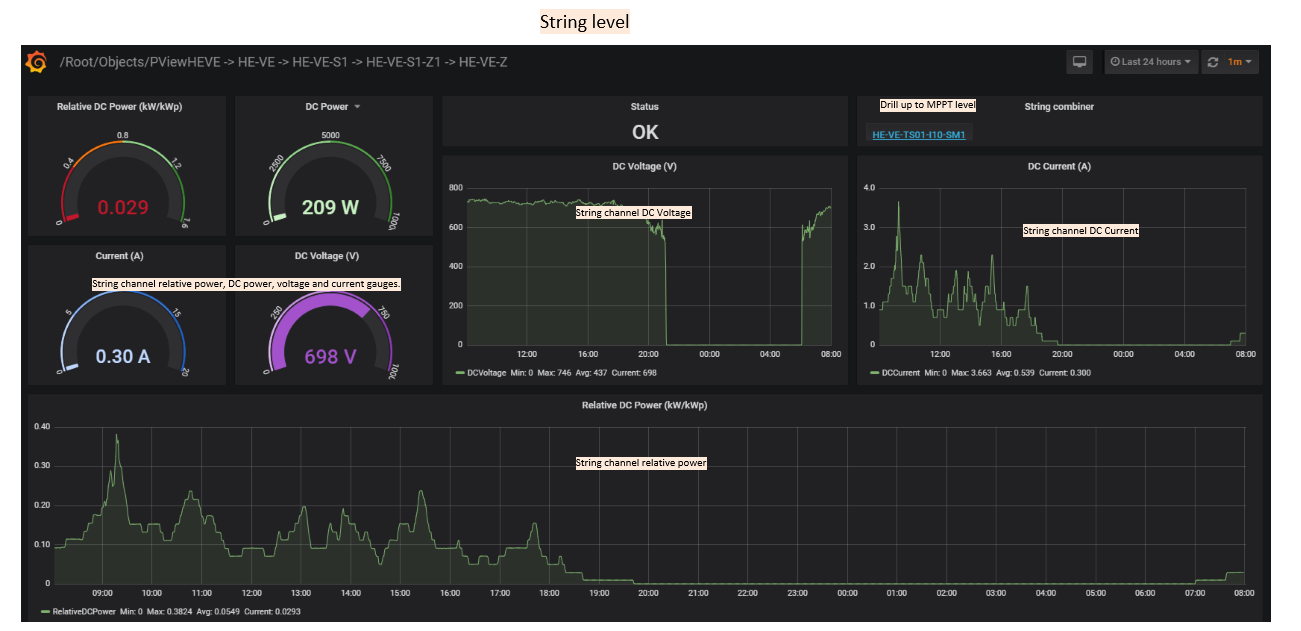 String level
/Root/Objects/PViewHEVE -> HE-VE -> HE-VE-S1 -> HE-VE-S1-Z1 -> HE-VE-Z
Last 24 hours
1m
Relative DC Power (kW/kWp)
0
0.4
0.8
1.2
1.6
0.029
DC Power
0
2500
5000
7500
209 W
Status
OK
Drill up to MPPT level
String combiner
HE-VE-TS01-I10-SM1
Current (A)
String channel relative power, DC power, voltage and current gauges.
0
5
15
20
0.30 A
DC Voltage (V)
0
250
750
698 V
DC Voltage (V)
800
600
400
200
0
String channel DC Voltage
12:00 16:00 20:00 00:00 04:00 08:00
DCVoltage Min: 0 Max: 746 Avg: 437 Current: 698
DC Current (A)
4.0
3.0
2.0
1.0
0
String channel DC Current
12:00 16:00 20:00 00:00 04:00 08:00
DCCurrent Min: 0 Max: 3.663 Avg: 0.539 Current: 0.300
Relative DC Power (kW/kWp)
0.40
0.30
0.20
0.10
0
String channel relative power
09:00 10:00 11:00 12:00 13:00 14:00 15:00 16:00 17:00 18:00 19:00 20:00 21:00 22:00 23:00 00:00 01:00 02:00 03:00 04:00 05:00 06:00 07:00 08:00
RelativeDCPower Min: 0 Max: 0.3824 Avg: 0.0549 Current: 0.0293